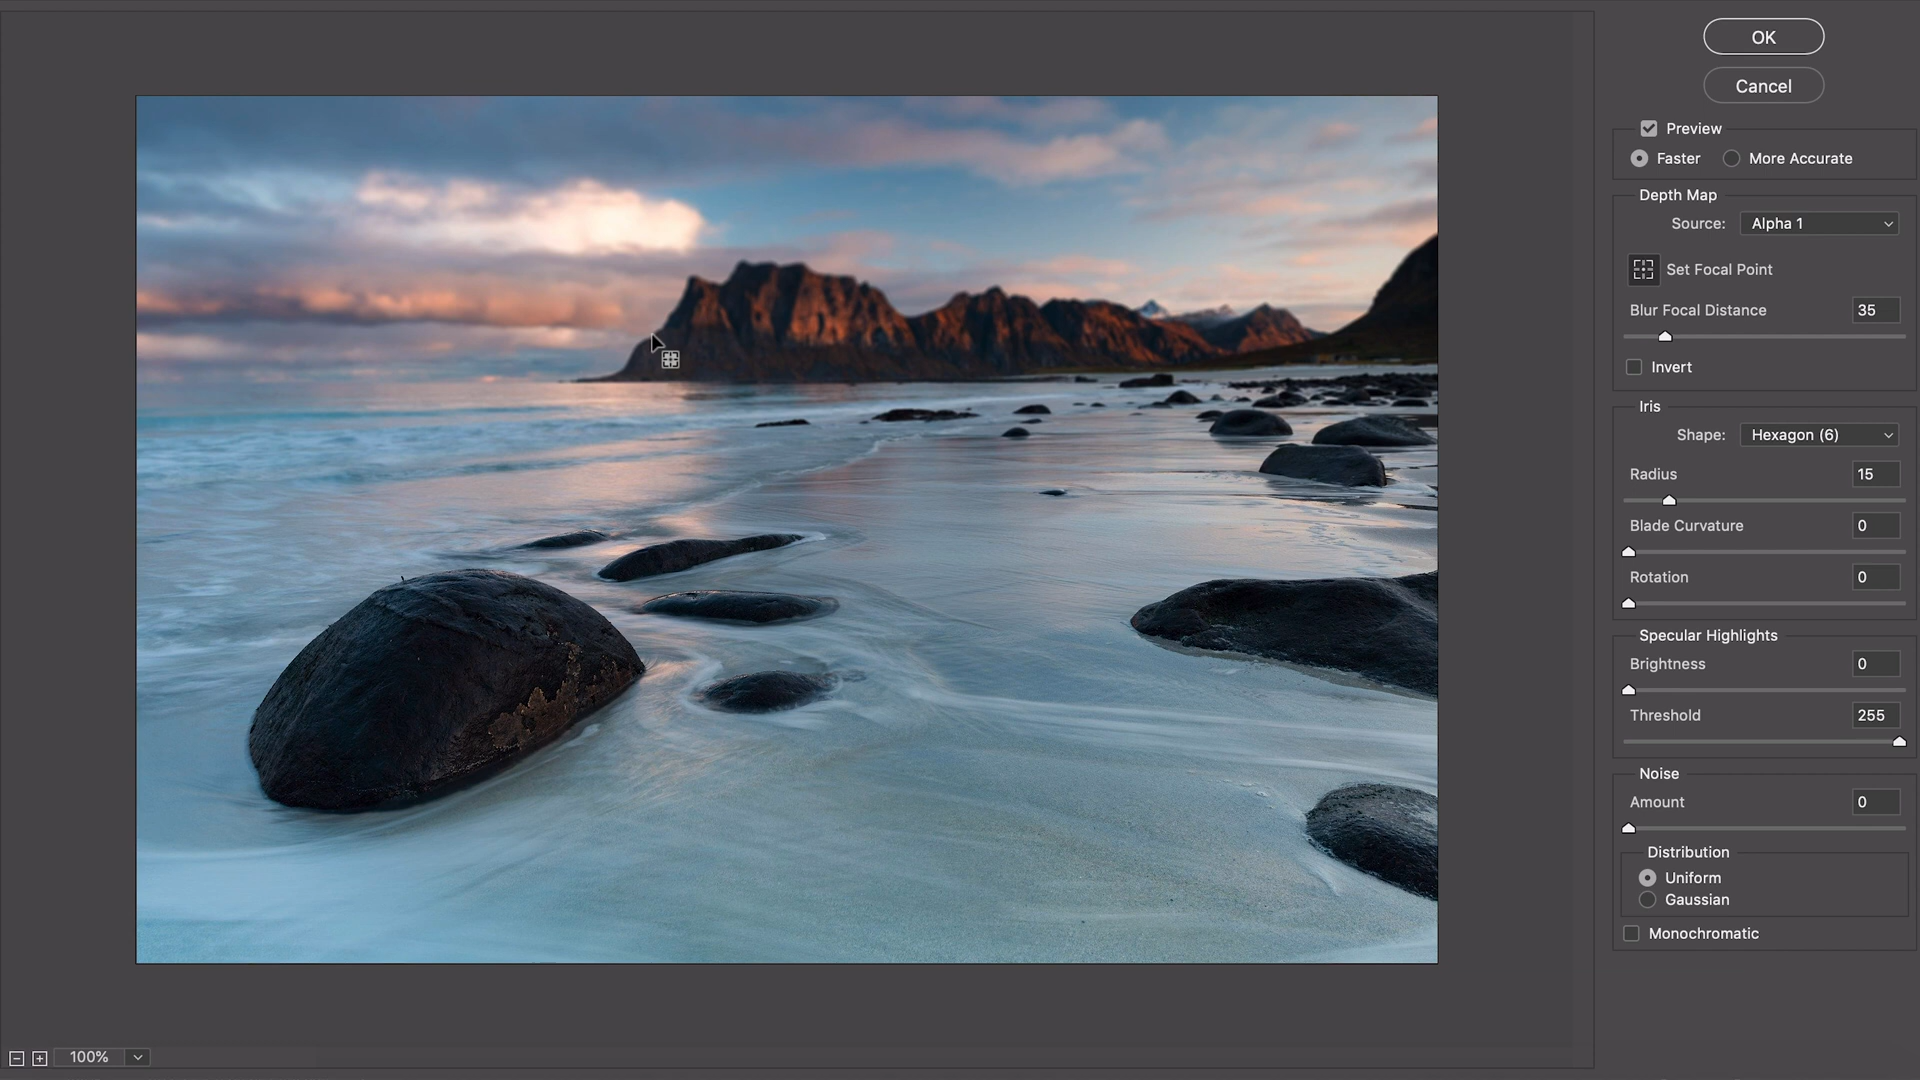 OK
Cancel
Preview
Faster More Accurate
Depth Map
Source: Alpha 1
Set Focal Point
Blur Focal Distance 35
Invert
Iris
Shape: Hexagon (6)
Radius 15
Blade Curvature 0
Rotation 0
Specular Highlights
Brightness 0
Threshold 255
Noise
Amount 0
Distribution
Uniform
Gaussian
Monochromatic
100%